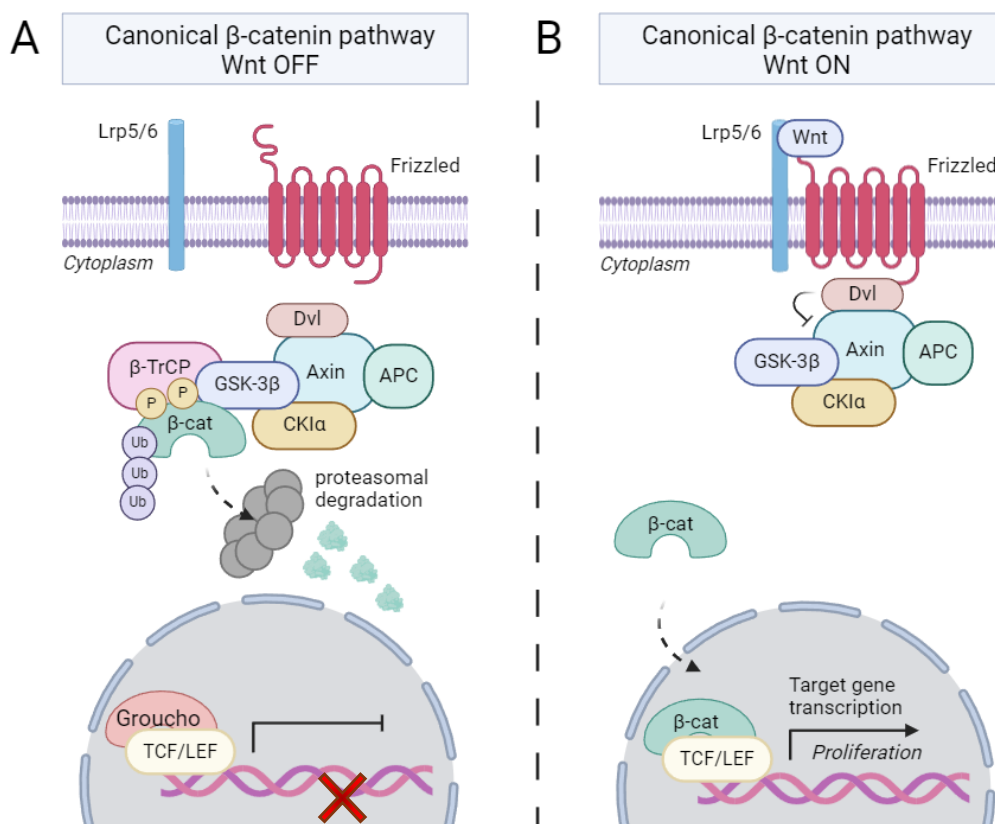 A
Canonical β-catenin pathway
Wnt OFF
Lrp5/6
Frizzled
Cytoplasm
Dvl
β-TrCP
GSK-3β
Axin
APC
P
P
β-cat
CKIα
Ub
Ub
Ub
proteasomal
degradation
Groucho
TCF/LEF
B
Canonical β-catenin pathway
Wnt ON
Lrp5/6
Wnt
Frizzled
Cytoplasm
Dvl
GSK-3β
Axin
APC
CKIα
β-cat
Target gene
transcription
β-cat
TCF/LEF
Proliferation